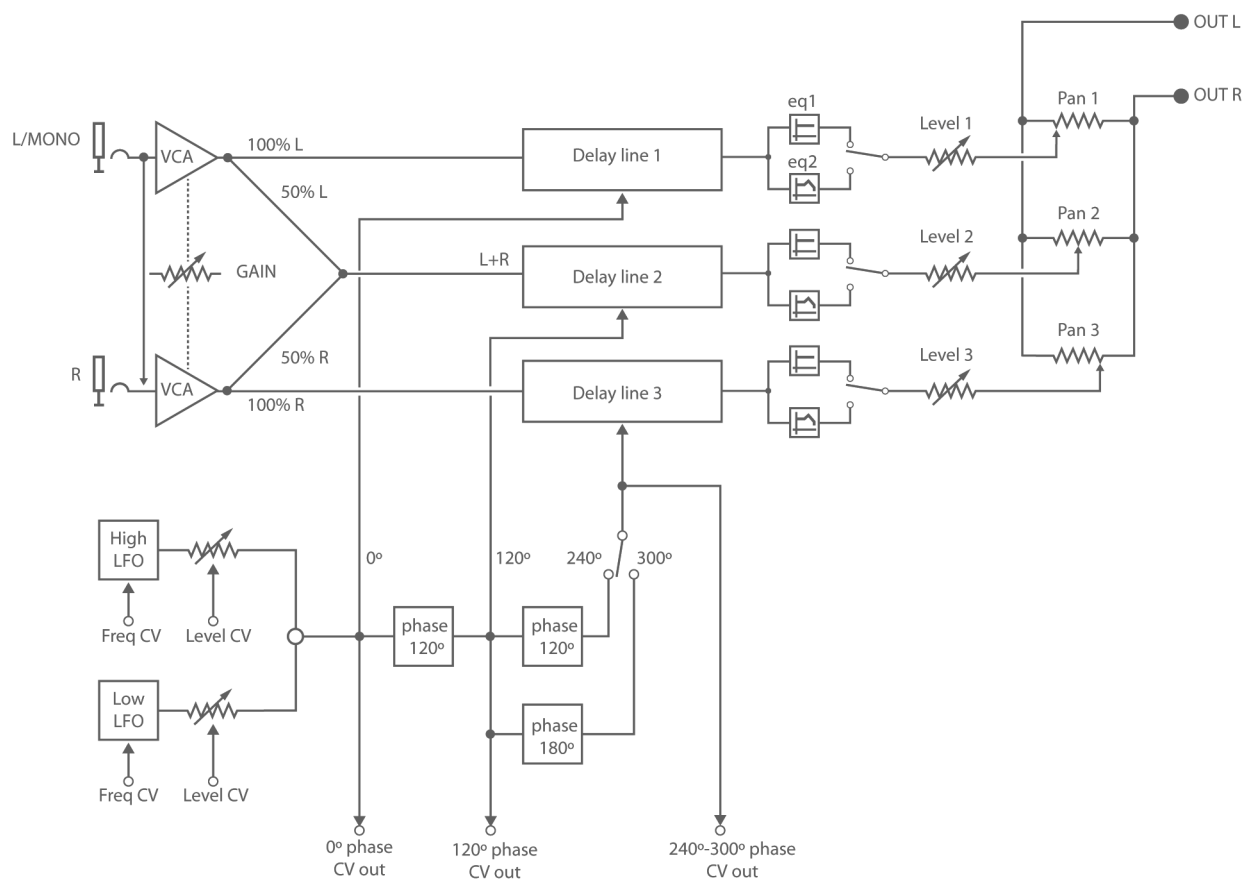 OUT L
OUT R
eq1
Pan 1
L/MONO
VCA
100% L
Delay line 1
Level 1
eq2
50% L
Pan 2
GAIN
L+R
Delay line 2
Level 2
Pan 3
50% R
Level 3
R
VCA
100% R
Delay line 3
High
LFO
0º
120º
240º
300º
Freq CV
Level CV
phase
120º
phase
120º
Low
LFO
phase
180º
Freq CV
Level CV
0º phase
CV out
120º phase
CV out
240º-300º phase
CV out